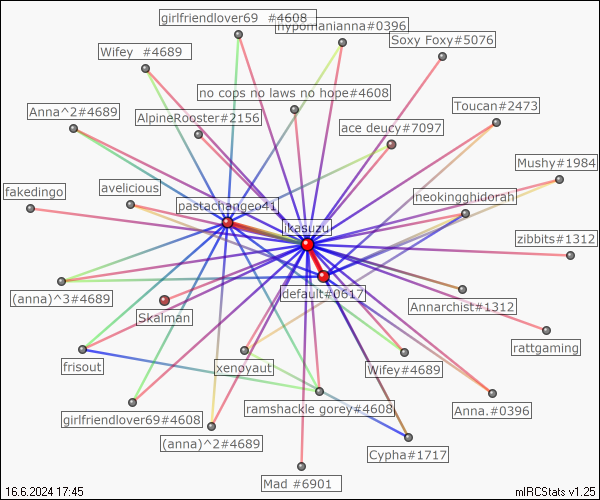 girlfriendlover69 #4608
hypomanianna#0396
Soxy Foxy#5076
Wifey #4689
no cops no laws no hope#4608
Toucan#2473
Anna^2#4689
AlpineRooster#2156
ace deucy#7097
Mushy#1984
fakedingo
avelicious
neokingghidorah
pastachangeo41
jkasuzu
zibbits#1312
default#0617
(anna)^3#4689
Annarchist#1312
Skalman
rattgaming
frisout
xenoyaut
Wifey#4689
ramshackle gorey#4608
Anna.#0396
girlfriendlover69#4608
(anna)^2#4689
Cypha#1717
Mad #6901
16.6.2024 17:45
mIRCStats v1.25